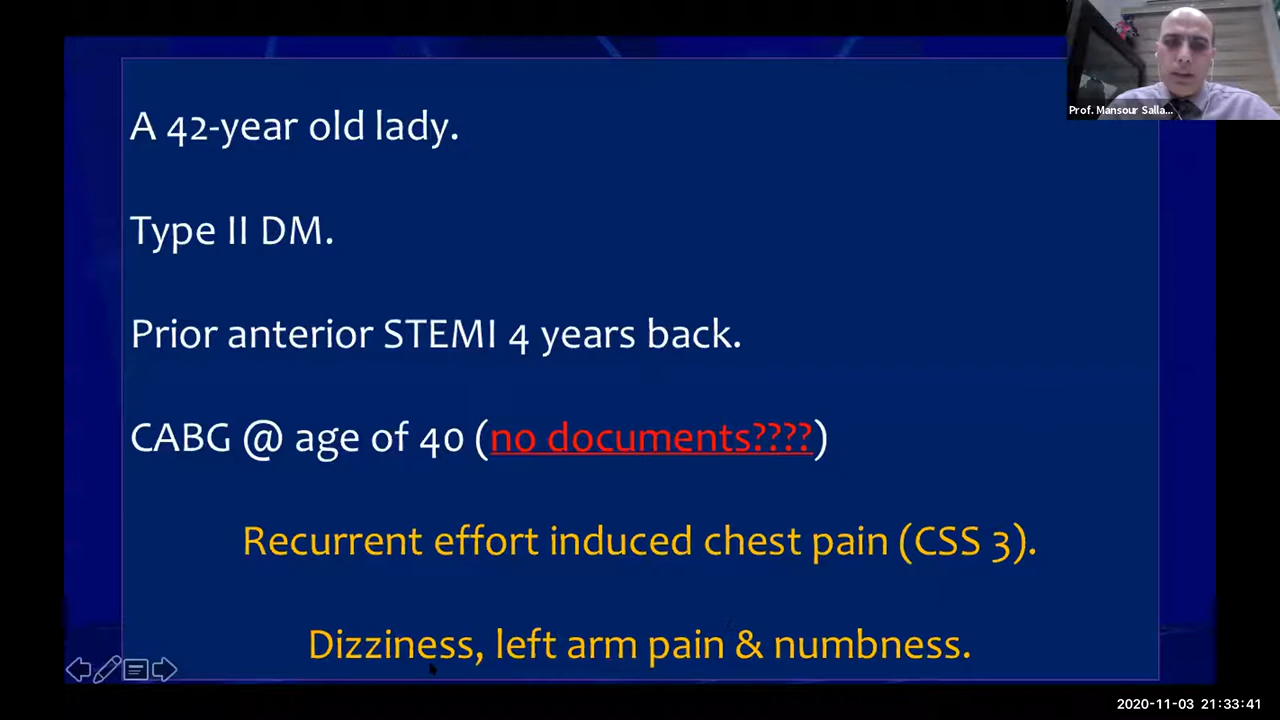 Prof. Mansour Salla...
A 42-year old lady.
Type II DM.
Prior anterior STEMI 4 years back.
CABG @ age of 40 (no documents????)
Recurrent effort induced chest pain (CSS 3).
Dizziness, left arm pain & numbness.
2020-11-03 21:33:41